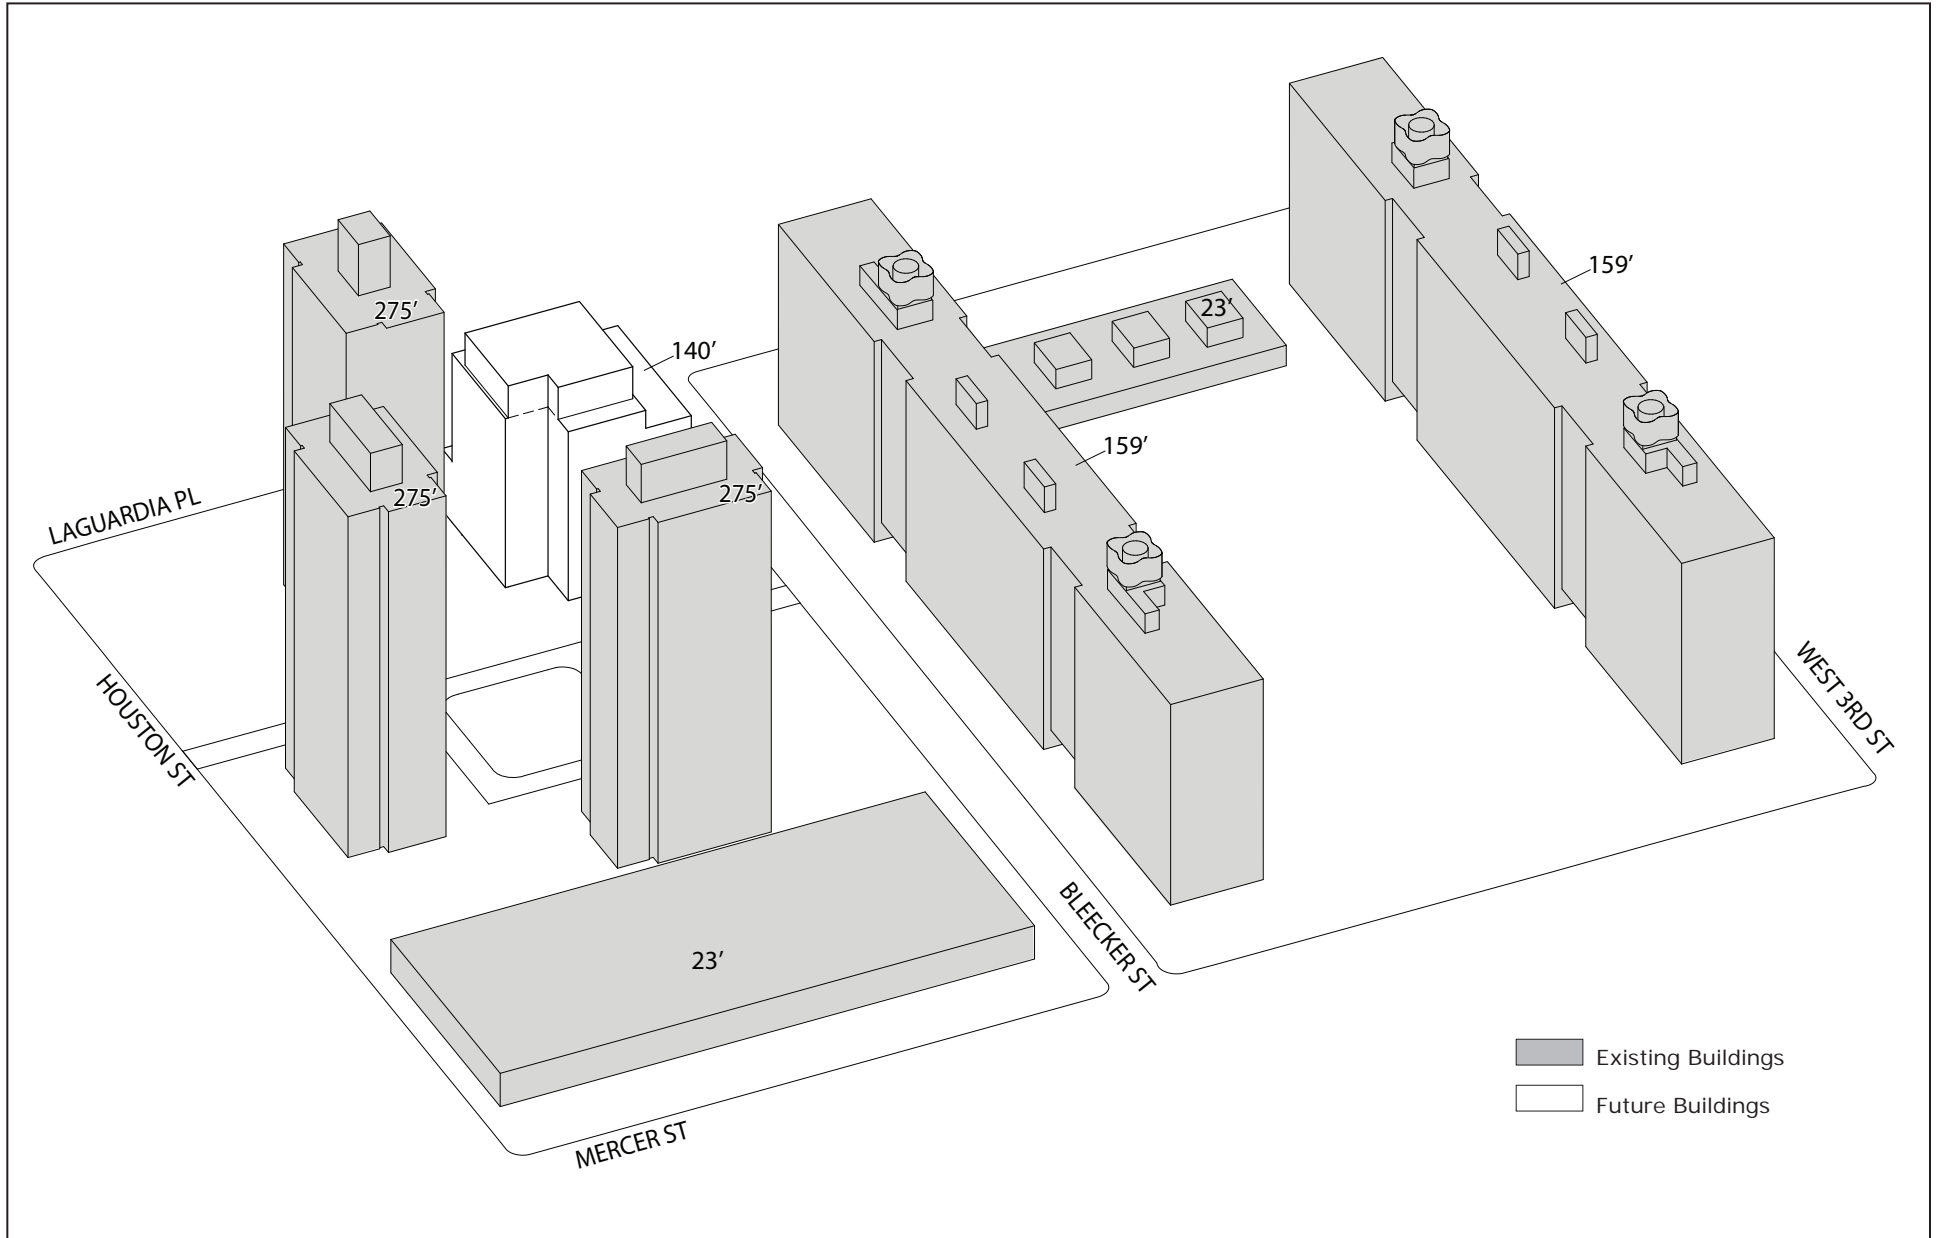 159’
275’
23’
140’
159’
275’
275’
LAGUARDIA PL
HOUSTON ST
WEST 3RD ST
BLEECKER ST
23’
Existing Buildings
Future Buildings
MERCER ST